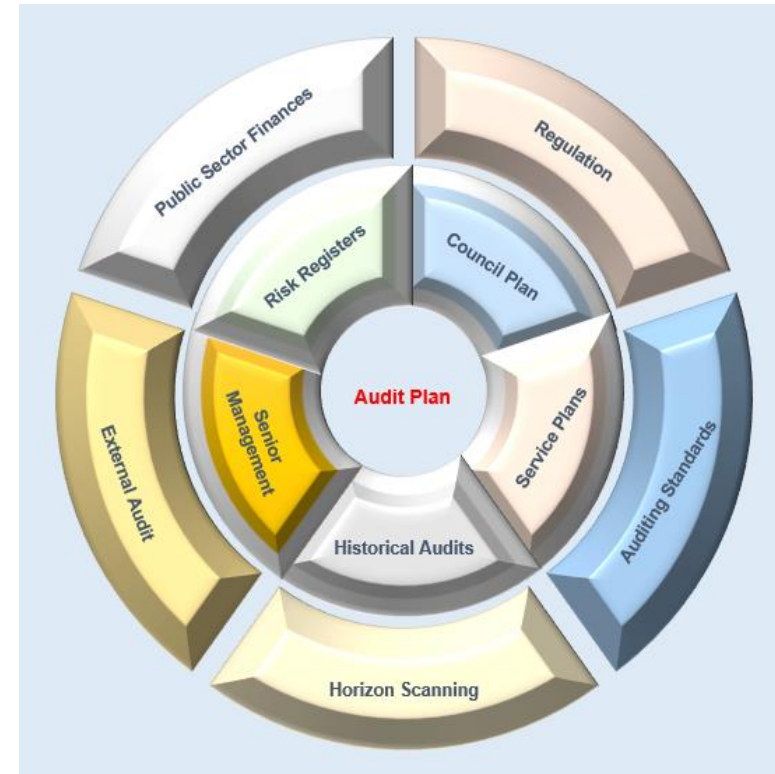 Public Sector Finances
Regulation
Risk Registers
Council Plan
Audit Plan
Senior
Management
Service Plans
External Audit
Auditing Standards
Historical Audits
Horizon Scanning